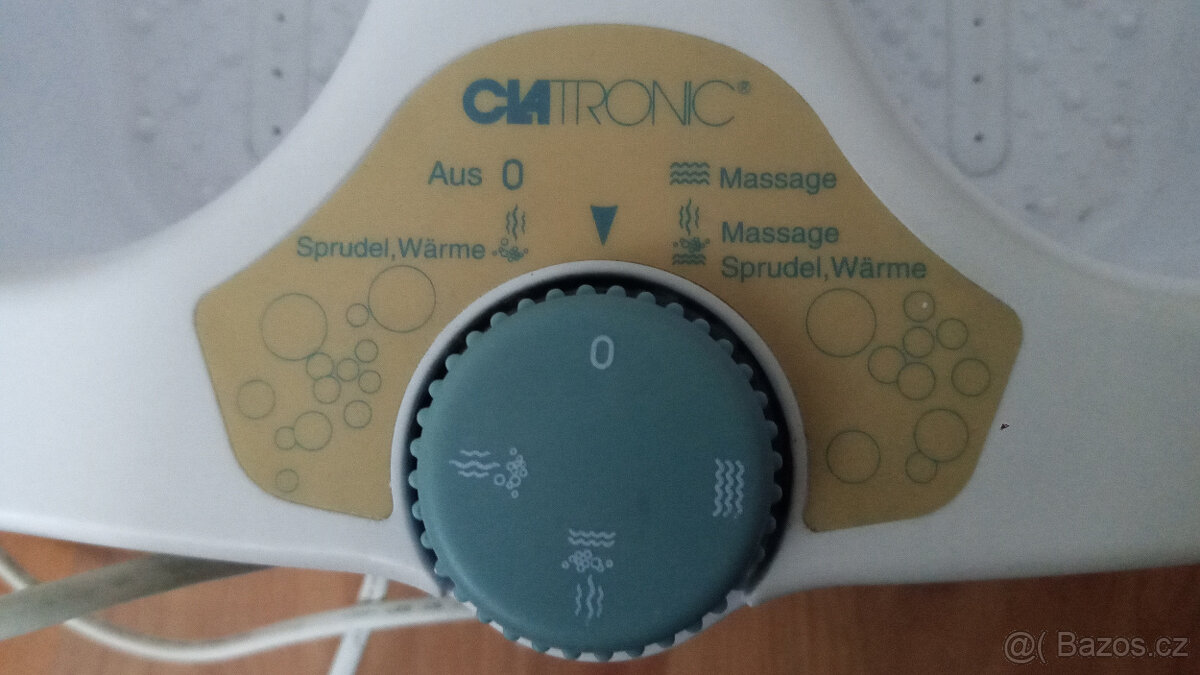 CLATRONIC®
Aus 0
Massage
Sprudel,Wärme
Massage
Sprudel,Wärme
0
@( Bazos.cz